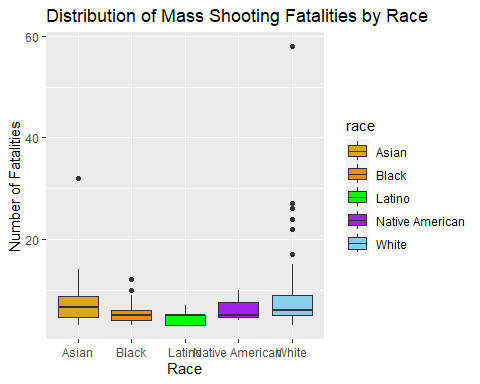 Distribution of Mass Shooting Fatalities by Race
60
40
20
Number of Fatalities
Asian Black Latino Native American White
Race
race
Asian
Black
Latino
Native American
White